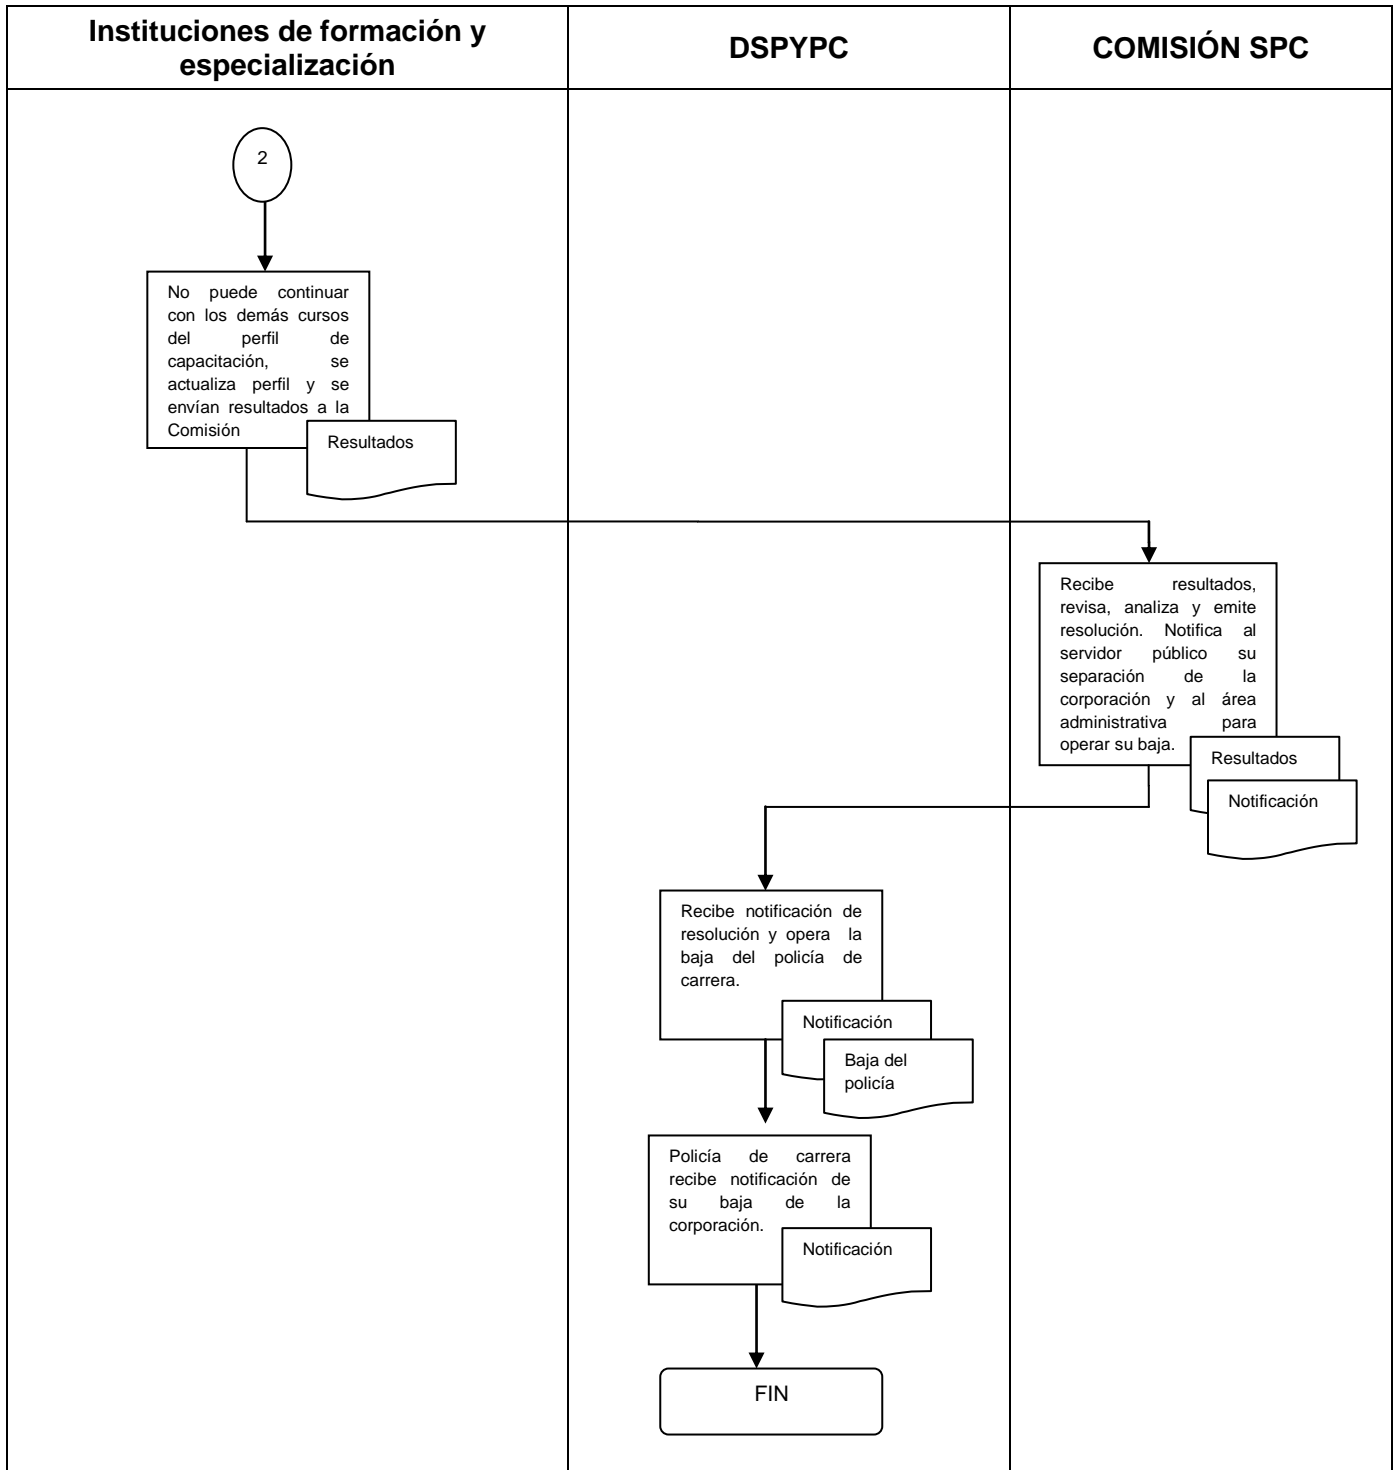 Instituciones de formación y
especialización
DSPYPC
COMISIÓN SPC
2
No puede continuar
con los demás cursos
del perfil de
capacitación, se
actualiza perfil y se
envían resultados a la
Comisión
Resultados
Recibe resultados,
revisa, analiza y emite
resolución. Notifica al
servidor público su
separación de la
corporación y al área
administrativa para
operar su baja.
Resultados
Notificación
Recibe notificación de
resolución y opera la
baja del policía de
carrera.
Notificación
Baja del
policía
Policía de carrera
recibe notificación de
su baja de la
corporación.
Notificación
FIN